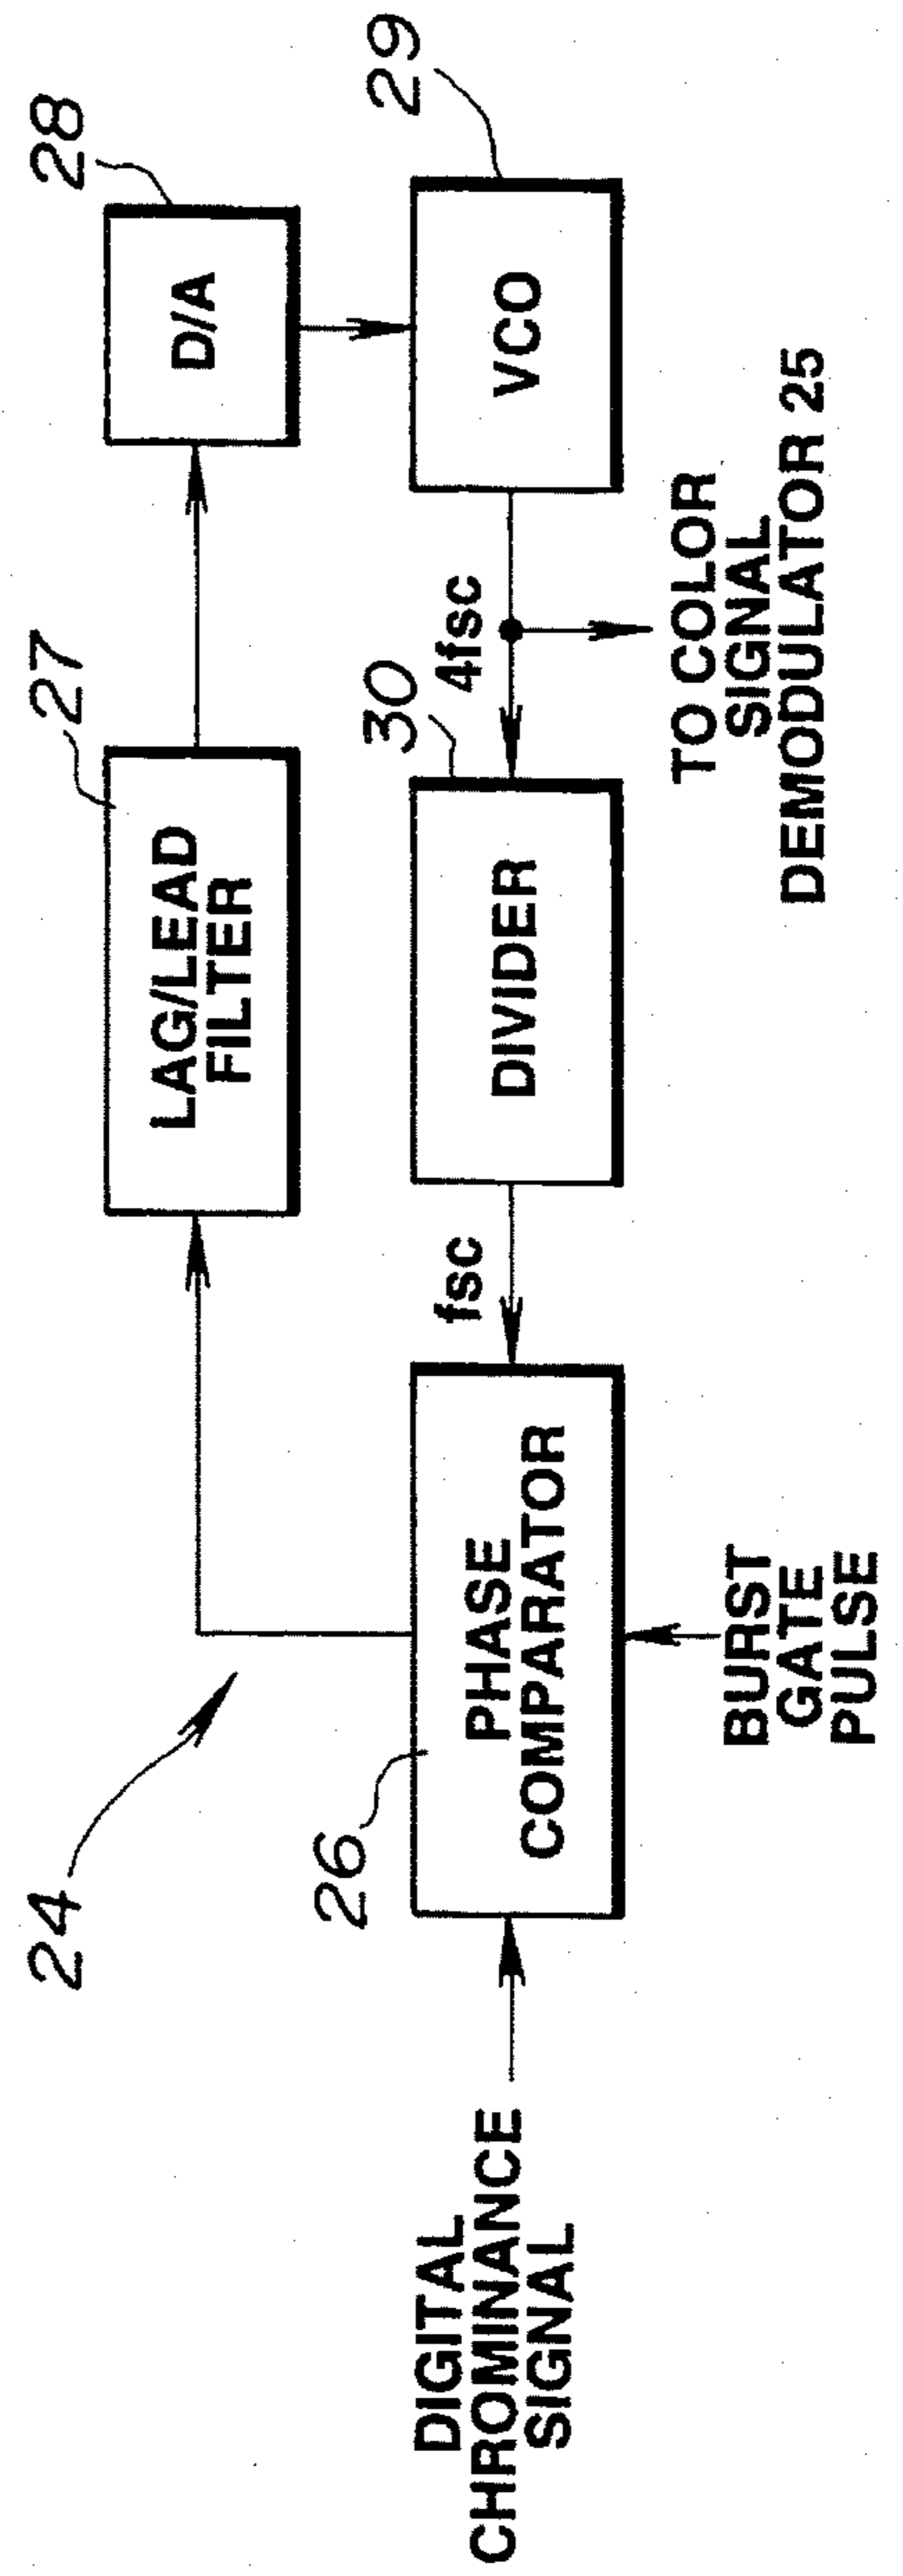 24
27
28
LAG/LEAD
FILTER
D/A
26
30
29
4fsc
fsc
DIGITAL
CHROMINANCE
SIGNAL
PHASE
COMPARATOR
DIVIDER
VCO
BURST
GATE
PULSE
TO COLOR
SIGNAL
DEMODULATOR 25